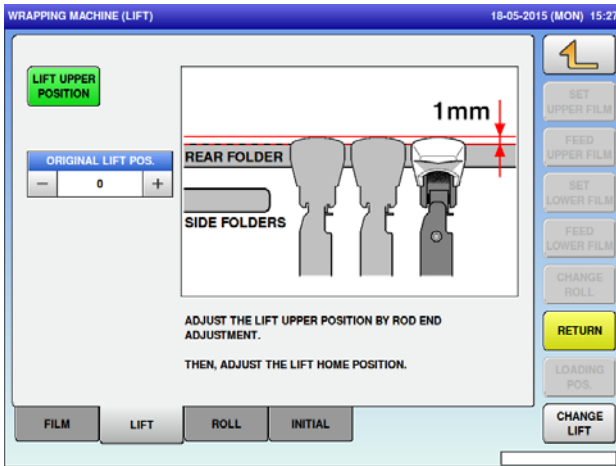 WRAPPING MACHINE (LIFT)
18-05-2015 (MON) 15:27
LIFT UPPER
POSITION
ORIGINAL LIFT POS.
− 0 +
1mm
REAR FOLDER
SIDE FOLDERS
ADJUST THE LIFT UPPER POSITION BY ROD END
ADJUSTMENT.
THEN, ADJUST THE LIFT HOME POSITION.
SET
UPPER FILM
FEED
UPPER FILM
SET
LOWER FILM
FEED
LOWER FILM
CHANGE
ROLL
RETURN
LOADING
POS.
CHANGE
LIFT
FILM
LIFT
ROLL
INITIAL